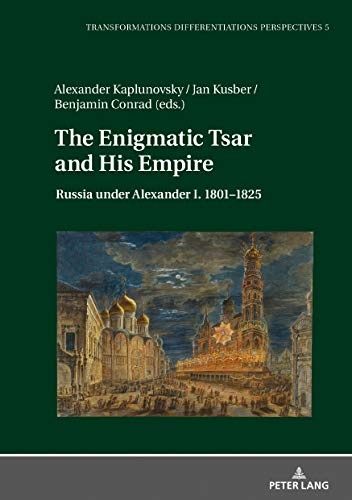 TRANSFORMATIONS DIFFERENTIATIONS PERSPECTIVES 5
Alexander Kaplunovsky / Jan Kusber /
Benjamin Conrad (eds.)
The Enigmatic Tsar
and His Empire
Russia under Alexander I. 1801–1825
PETER LANG